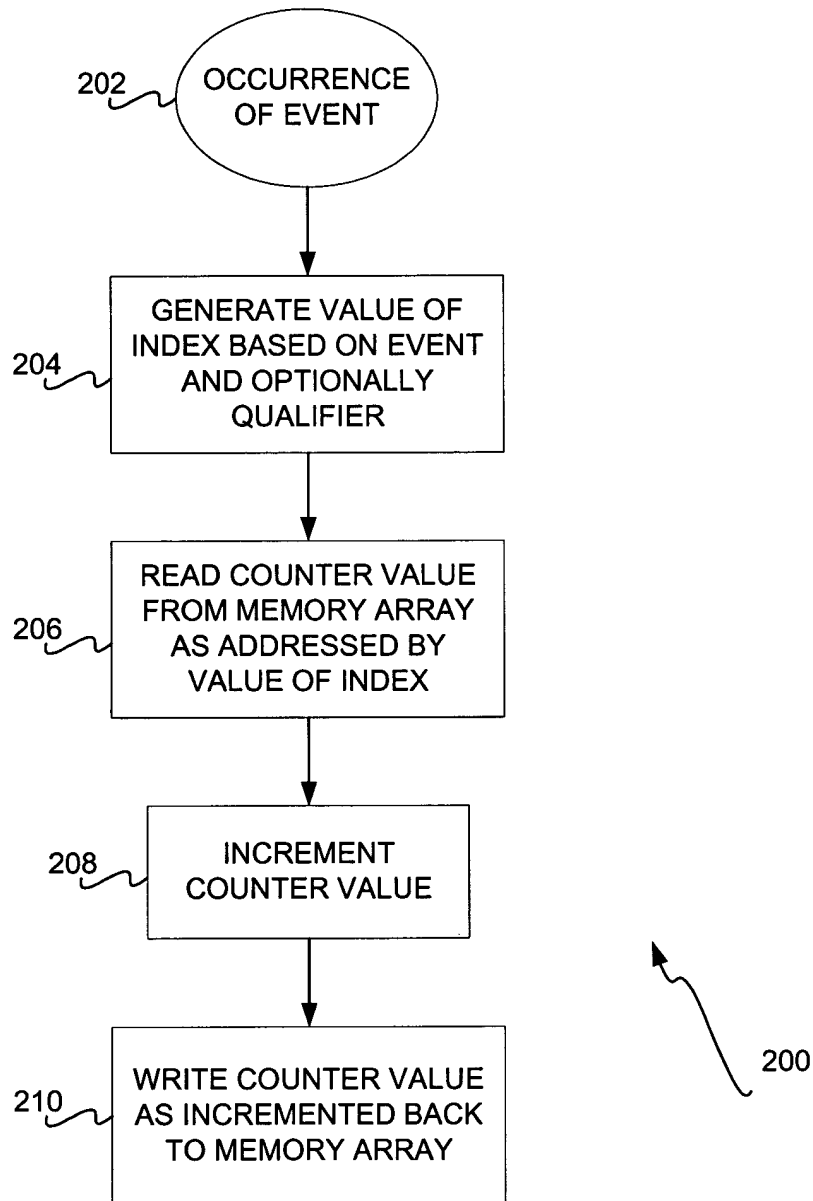 202
OCCURRENCE
OF EVENT
204
GENERATE VALUE OF
INDEX BASED ON EVENT
AND OPTIONALLY
QUALIFIER
206
READ COUNTER VALUE
FROM MEMORY ARRAY
AS ADDRESSED BY
VALUE OF INDEX
208
INCREMENT
COUNTER VALUE
210
WRITE COUNTER VALUE
AS INCREMENTED BACK
TO MEMORY ARRAY
200